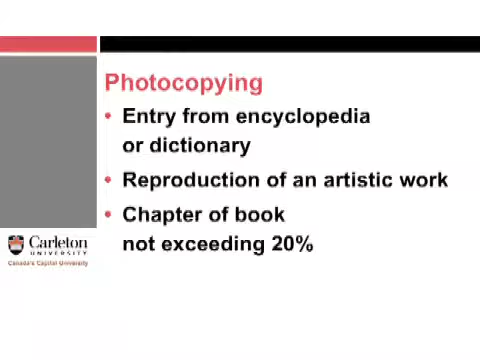 Photocopying
• Entry from encyclopedia
or dictionary
• Reproduction of an artistic work
• Chapter of book
not exceeding 20%
Carleton
UNIVERSITY
Canada's Capital University